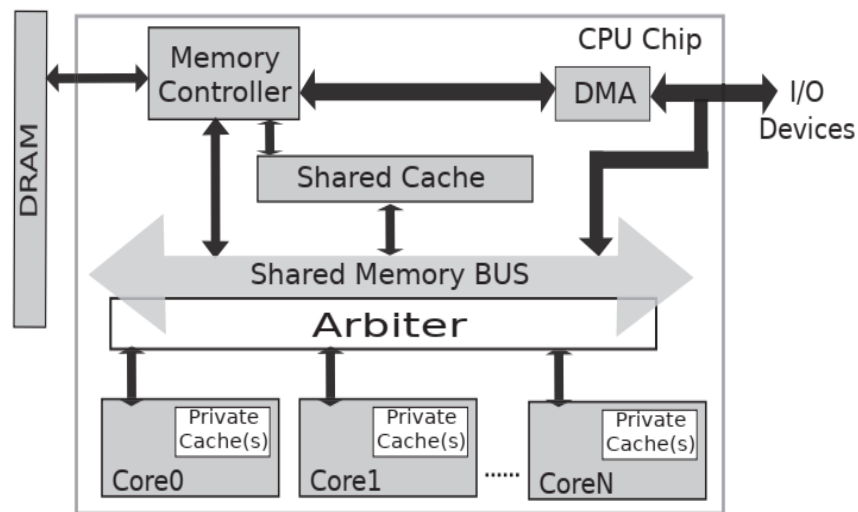 CPU Chip
Memory
Controller
DMA
I/O
Devices
DRAM
Shared Cache
Shared Memory BUS
Arbiter
Private
Cache(s)
Core0
Private
Cache(s)
Core1
......
Private
Cache(s)
CoreN